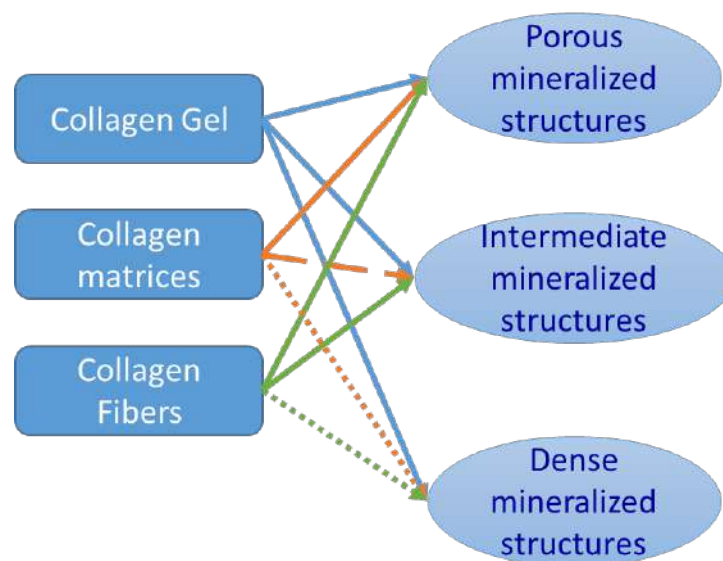 Collagen Gel
Collagen
matrices
Collagen
Fibers
Porous
mineralized
structures
Intermediate
mineralized
structures
Dense
mineralized
structures